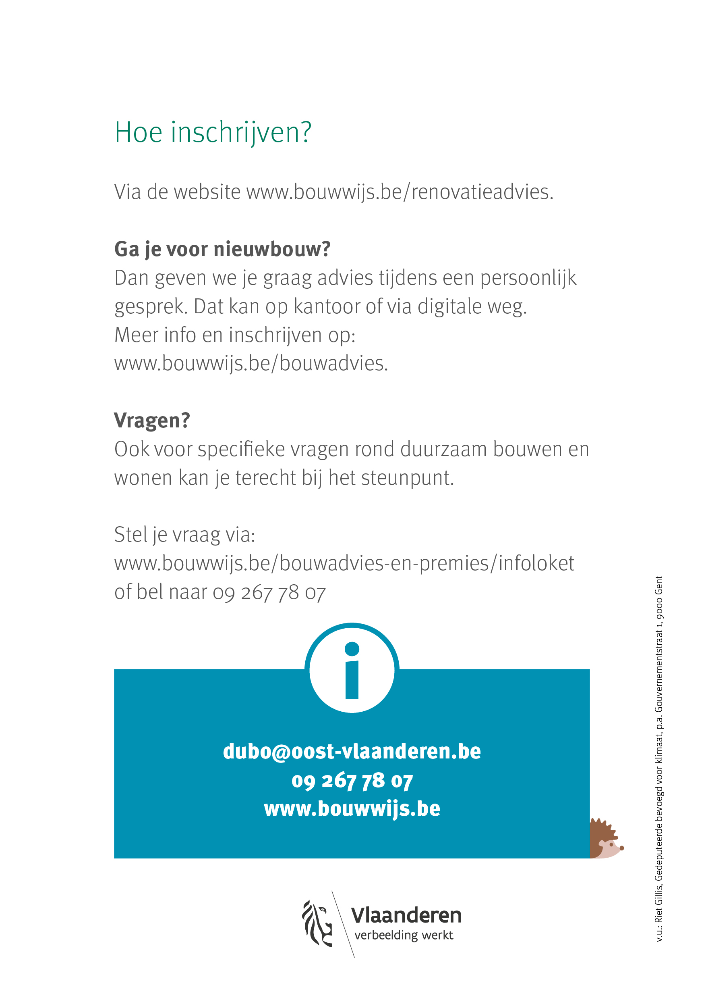 Hoe inschrijven?
Via de website www.bouwwijs.be/renovatieadvies.
Ga je voor nieuwbouw?
Dan geven we je graag advies tijdens een persoonlijk
gesprek. Dat kan op kantoor of via digitale weg.
Meer info en inschrijven op:
www.bouwwijs.be/bouwadvies.
Vragen?
Ook voor specifieke vragen rond duurzaam bouwen en
wonen kan je terecht bij het steunpunt.
Stel je vraag via:
www.bouwwijs.be/bouwadvies-en-premies/infoloket
of bel naar 09 267 78 07
i
dubo@oost-vlaanderen.be
09 267 78 07
www.bouwwijs.be
Vlaanderen
verbeelding werkt
v.u.: Riet Gillis, Gedeputeerde bevoegd voor klimaat, p.a. Gouvernementstraat 1, 9000 Gent